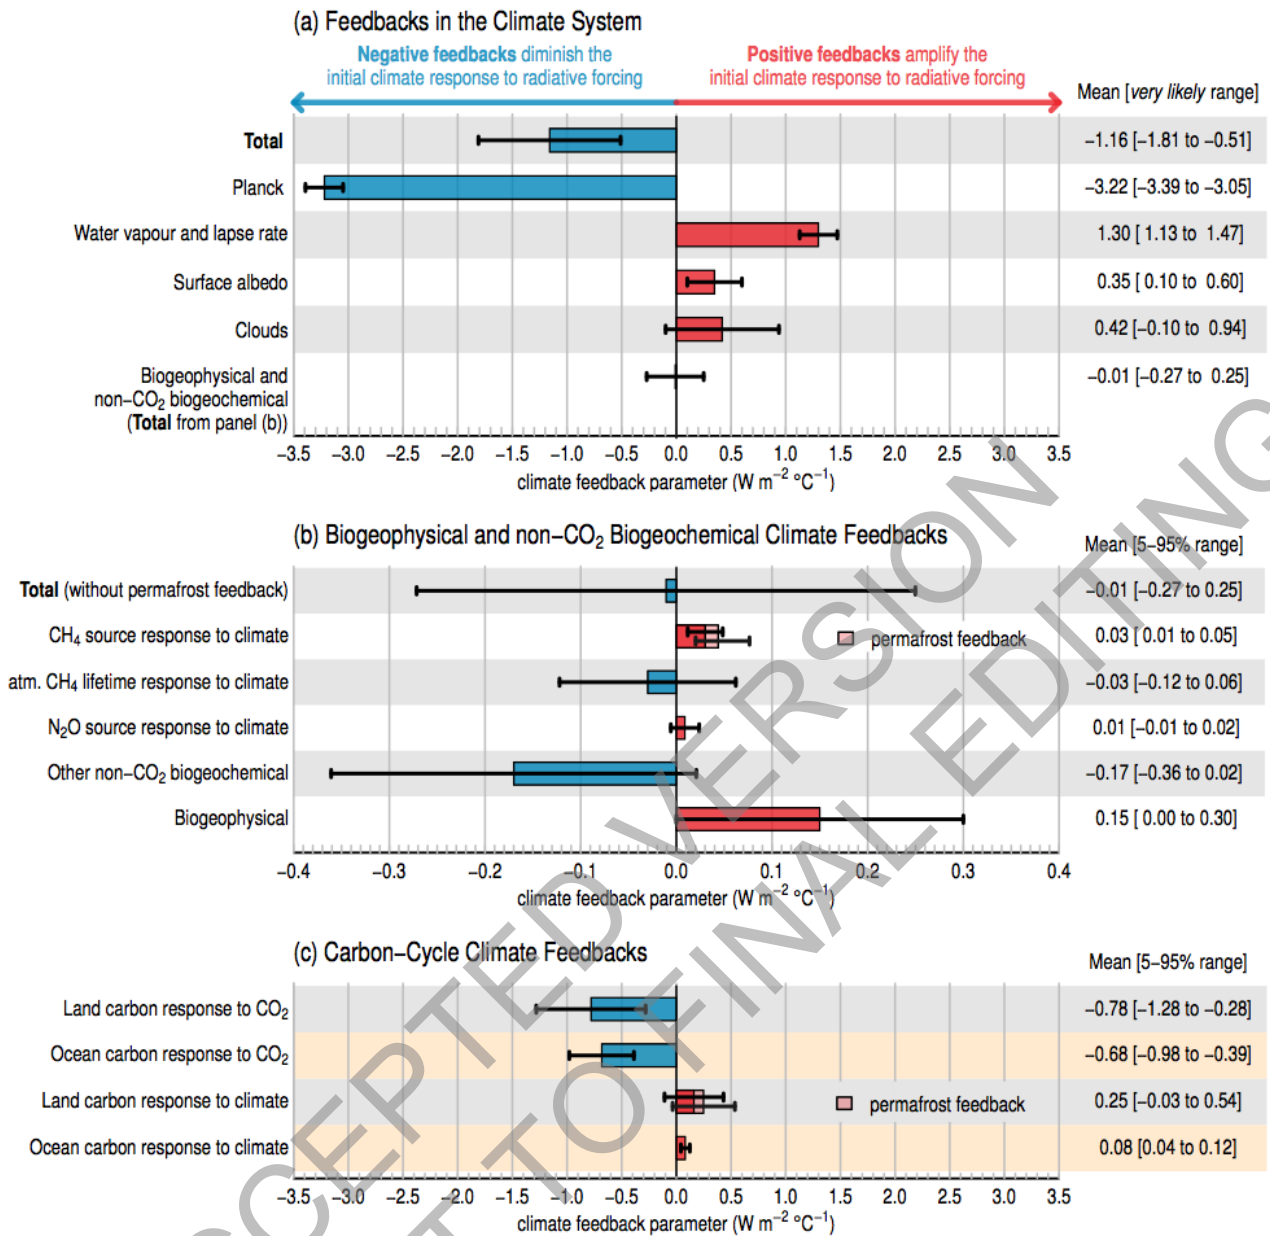 (a) Feedbacks in the Climate System
Negative feedbacks diminish the
initial climate response to radiative forcing
Positive feedbacks amplify the
initial climate response to radiative forcing
Mean [very likely range]
Total
−1.16 [−1.81 to −0.51]
Planck
−3.22 [−3.39 to −3.05]
Water vapour and lapse rate
1.30 [ 1.13 to 1.47]
Surface albedo
0.35 [ 0.10 to 0.60]
Clouds
0.42 [−0.10 to 0.94]
Biogeophysical and
non−CO₂ biogeochemical
(Total from panel (b))
−0.01 [−0.27 to 0.25]
−3.5 −3.0 −2.5 −2.0 −1.5 −1.0 −0.5 0.0 0.5 1.0 1.5 2.0 2.5 3.0 3.5
climate feedback parameter (W m⁻² °C⁻¹)
(b) Biogeophysical and non−CO₂ Biogeochemical Climate Feedbacks
Mean [5−95% range]
Total (without permafrost feedback)
−0.01 [−0.27 to 0.25]
CH₄ source response to climate
permafrost feedback
0.03 [ 0.01 to 0.05]
atm. CH₄ lifetime response to climate
−0.03 [−0.12 to 0.06]
N₂O source response to climate
0.01 [−0.01 to 0.02]
Other non−CO₂ biogeochemical
−0.17 [−0.36 to 0.02]
Biogeophysical
0.15 [ 0.00 to 0.30]
−0.4 −0.3 −0.2 −0.1 0.0 0.1 0.2 0.3 0.4
climate feedback parameter (W m⁻² °C⁻¹)
(c) Carbon−Cycle Climate Feedbacks
Mean [5−95% range]
Land carbon response to CO₂
−0.78 [−1.28 to −0.28]
Ocean carbon response to CO₂
−0.68 [−0.98 to −0.39]
Land carbon response to climate
permafrost feedback
0.25 [−0.03 to 0.54]
Ocean carbon response to climate
0.08 [0.04 to 0.12]
−3.5 −3.0 −2.5 −2.0 −1.5 −1.0 −0.5 0.0 0.5 1.0 1.5 2.0 2.5 3.0 3.5
climate feedback parameter (W m⁻² °C⁻¹)
CCEPTED VERSION
T TO FINAL EDITING